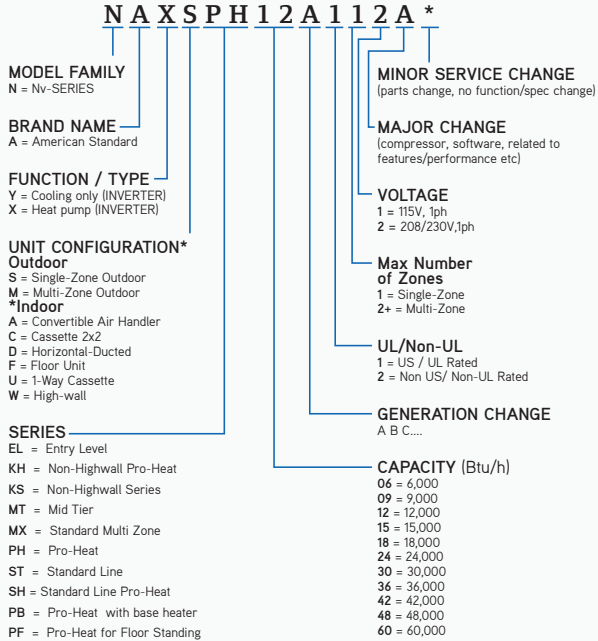 N A X S P H 1 2 A 1 1 2 A *
MODEL FAMILY
N = Nv-SERIES
BRAND NAME
A = American Standard
FUNCTION / TYPE
Y = Cooling only (INVERTER)
X = Heat pump (INVERTER)
UNIT CONFIGURATION*
Outdoor
S = Single-Zone Outdoor
M = Multi-Zone Outdoor
*Indoor
A = Convertible Air Handler
C = Cassette 2x2
D = Horizontal-Ducted
F = Floor Unit
U = 1-Way Cassette
W = High-wall
SERIES
EL = Entry Level
KH = Non-Highwall Pro-Heat
KS = Non-Highwall Series
MT = Mid Tier
MX = Standard Multi Zone
PH = Pro-Heat
ST = Standard Line
SH = Standard Line Pro-Heat
PB = Pro-Heat with base heater
PF = Pro-Heat for Floor Standing
MINOR SERVICE CHANGE
(parts change, no function/spec change)
MAJOR CHANGE
(compressor, software, related to
features/performance etc)
VOLTAGE
1 = 115V, 1ph
2 = 208/230V,1ph
Max Number
of Zones
1 = Single-Zone
2+ = Multi-Zone
UL/Non-UL
1 = US / UL Rated
2 = Non US/ Non-UL Rated
GENERATION CHANGE
A B C....
CAPACITY (Btu/h)
06 = 6,000
09 = 9,000
12 = 12,000
15 = 15,000
18 = 18,000
24 = 24,000
30 = 30,000
36 = 36,000
42 = 42,000
48 = 48,000
60 = 60,000